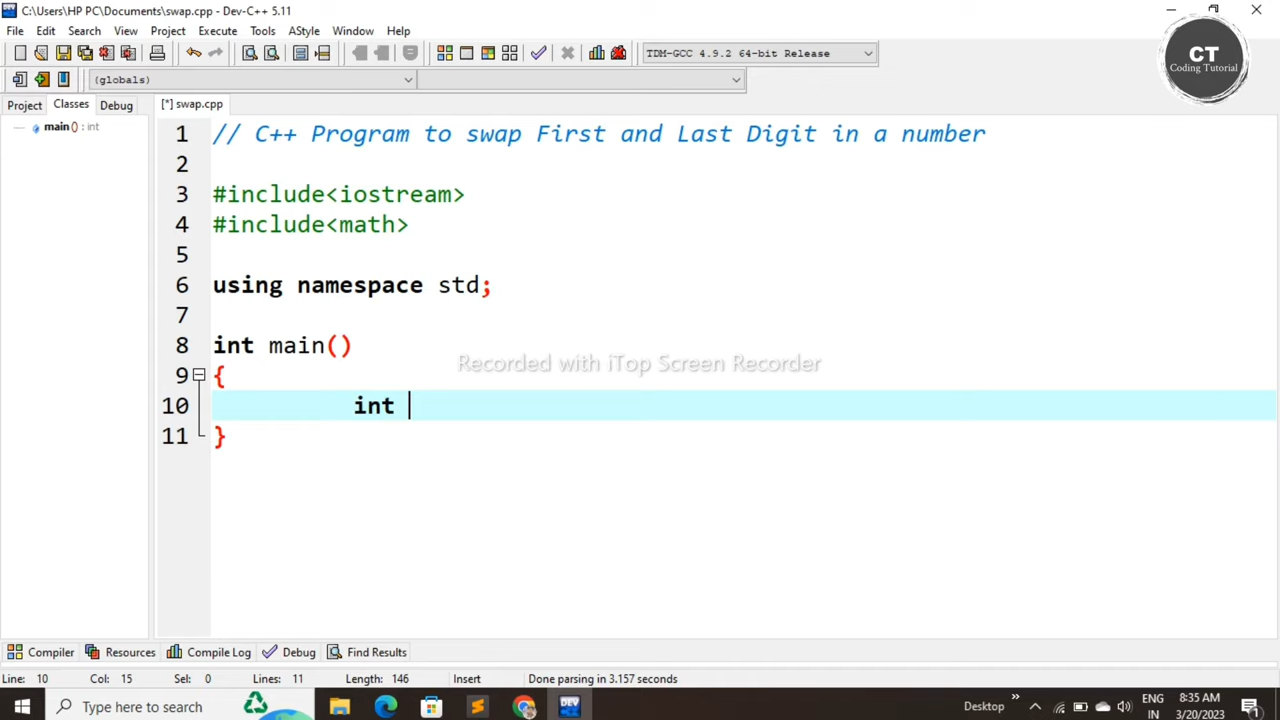 C:\Users\HP PC\Documents\swap.cpp - Dev-C++ 5.11
File Edit Search View Project Execute Tools AStyle Window Help
TDM-GCC 4.9.2 64-bit Release
CT
Coding Tutorial
(globals)
Project Classes Debug [*] swap.cpp
main() : int
1 // C++ Program to swap First and Last Digit in a number
2
3 #include<iostream>
4 #include<math>
5
6 using namespace std;
7
8 int main()
Recorded with iTop Screen Recorder
9 {
10 int
11 }
Compiler Resources Compile Log Debug Find Results
Line: 10 Col: 15 Sel: 0 Lines: 11 Length: 146 Insert Done parsing in 3.157 seconds
Type here to search
DEV
Desktop » ENG IN 8:35 AM 3/20/2023 1